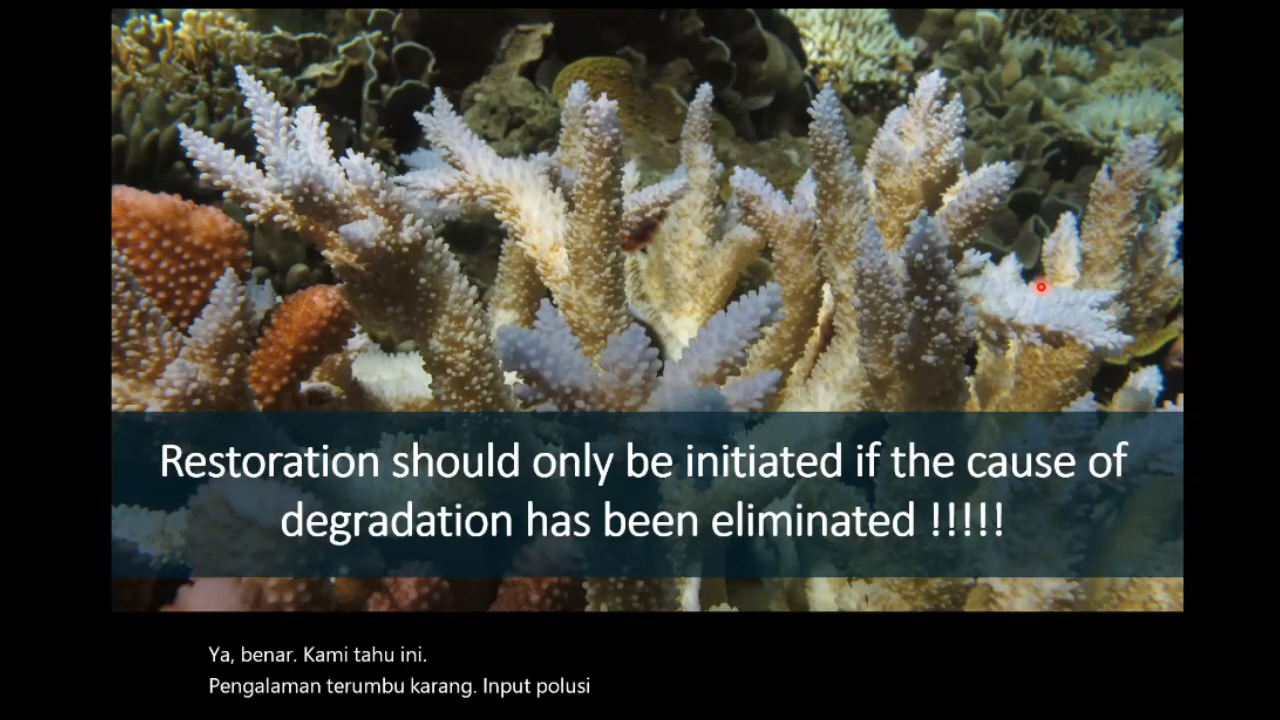 Restoration should only be initiated if the cause of
degradation has been eliminated !!!!!
Ya, benar. Kami tahu ini.
Pengalaman terumbu karang. Input polusi